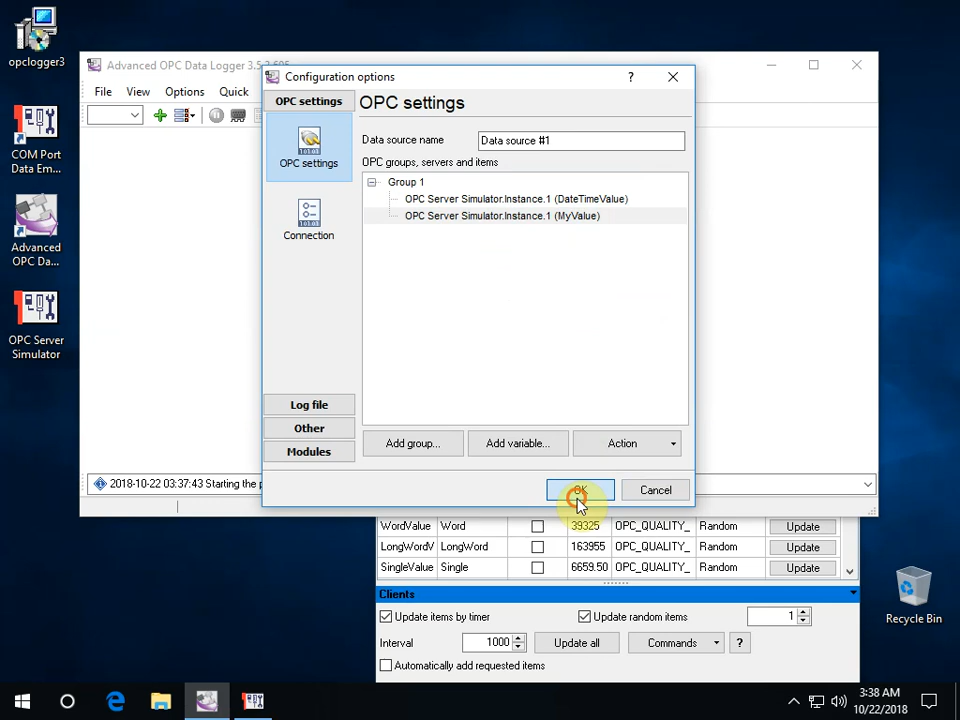 opclogger3
COM Port
Data Em...
Advanced
OPC Da...
OPC Server
Simulator
Advanced OPC Data Logger 3.5
File View Options Quick
2018-10-22 03:37:43 Starting the p
Configuration options
?
OPC settings
OPC settings
Connection
Log file
Other
Modules
OPC settings
Data source name Data source #1
OPC groups, servers and items
Group 1
OPC Server Simulator.Instance.1 (DateTimeValue)
OPC Server Simulator.Instance.1 (MyValue)
Add group... Add variable... Action
OK Cancel
WordValue Word 39325 OPC_QUALITY_ Random Update
LongWordV LongWord 163955 OPC_QUALITY_ Random Update
SingleValue Single 6659.50 OPC_QUALITY_ Random Update
Clients
Update items by timer Update random items 1
Interval 1000 Update all Commands ?
Automatically add requested items
Recycle Bin
3:38 AM
10/22/2018